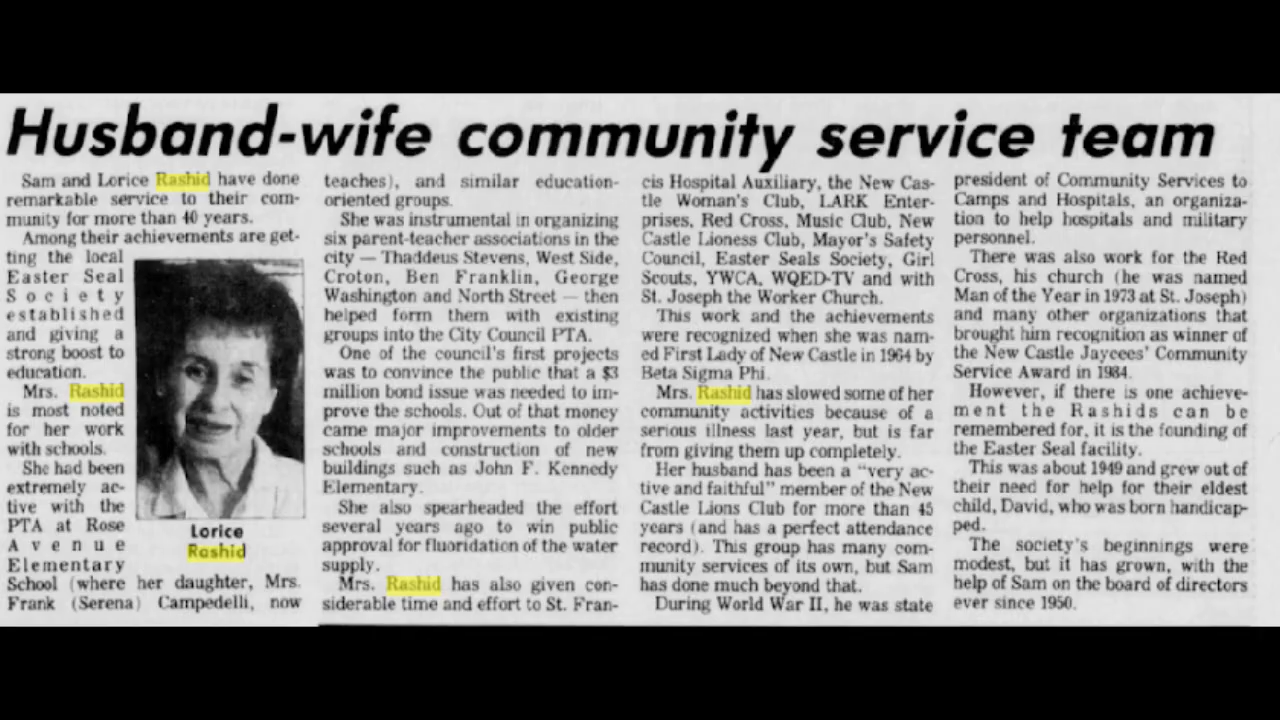 Husband-wife community service team
Sam and Lorice Rashid have done
remarkable service to their com-
munity for more than 40 years.
Among their achievements are get-
ting the local
Easter Seal
Society
established
and giving a
strong boost to
education.
Mrs. Rashid
is most noted
for her work
with schools.
She had been
extremely ac-
tive with the
PTA at Rose
Avenue
Elementary
School (where her daughter, Mrs.
Frank (Serena) Campedelli, now
Lorice
Rashid
teaches), and similar education-
oriented groups.
She was instrumental in organizing
six parent-teacher associations in the
city — Thaddeus Stevens, West Side,
Croton, Ben Franklin, George
Washington and North Street — then
helped form them with existing
groups into the City Council PTA.
One of the council's first projects
was to convince the public that a $3
million bond issue was needed to im-
prove the schools. Out of that money
came major improvements to older
schools and construction of new
buildings such as John F. Kennedy
Elementary.
She also spearheaded the effort
several years ago to win public
approval for fluoridation of the water
supply.
Mrs. Rashid has also given con-
siderable time and effort to St. Fran-
cis Hospital Auxiliary, the New Cas-
tle Woman's Club, LARK Enter-
prises, Red Cross, Music Club, New
Castle Lioness Club, Mayor's Safety
Council, Easter Seals Society, Girl
Scouts, YWCA, WQED-TV and with
St. Joseph the Worker Church.
This work and the achievements
were recognized when she was nam-
ed First Lady of New Castle in 1964 by
Beta Sigma Phi.
Mrs. Rashid has slowed some of her
community activities because of a
serious illness last year, but is far
from giving them up completely.
Her husband has been a "very ac-
tive and faithful" member of the New
Castle Lions Club for more than 45
years (and has a perfect attendance
record). This group has many com-
munity services of its own, but Sam
has done much beyond that.
During World War II, he was state
president of Community Services to
Camps and Hospitals, an organiza-
tion to help hospitals and military
personnel.
There was also work for the Red
Cross, his church (he was named
Man of the Year in 1973 at St. Joseph)
and many other organizations that
brought him recognition as winner of
the New Castle Jaycees' Community
Service Award in 1984.
However, if there is one achieve-
ment the Rashids can be
remembered for, it is the founding of
the Easter Seal facility.
This was about 1949 and grew out of
their need for help for their eldest
child, David, who was born handicap-
ped.
The society's beginnings were
modest, but it has grown, with the
help of Sam on the board of directors
ever since 1950.